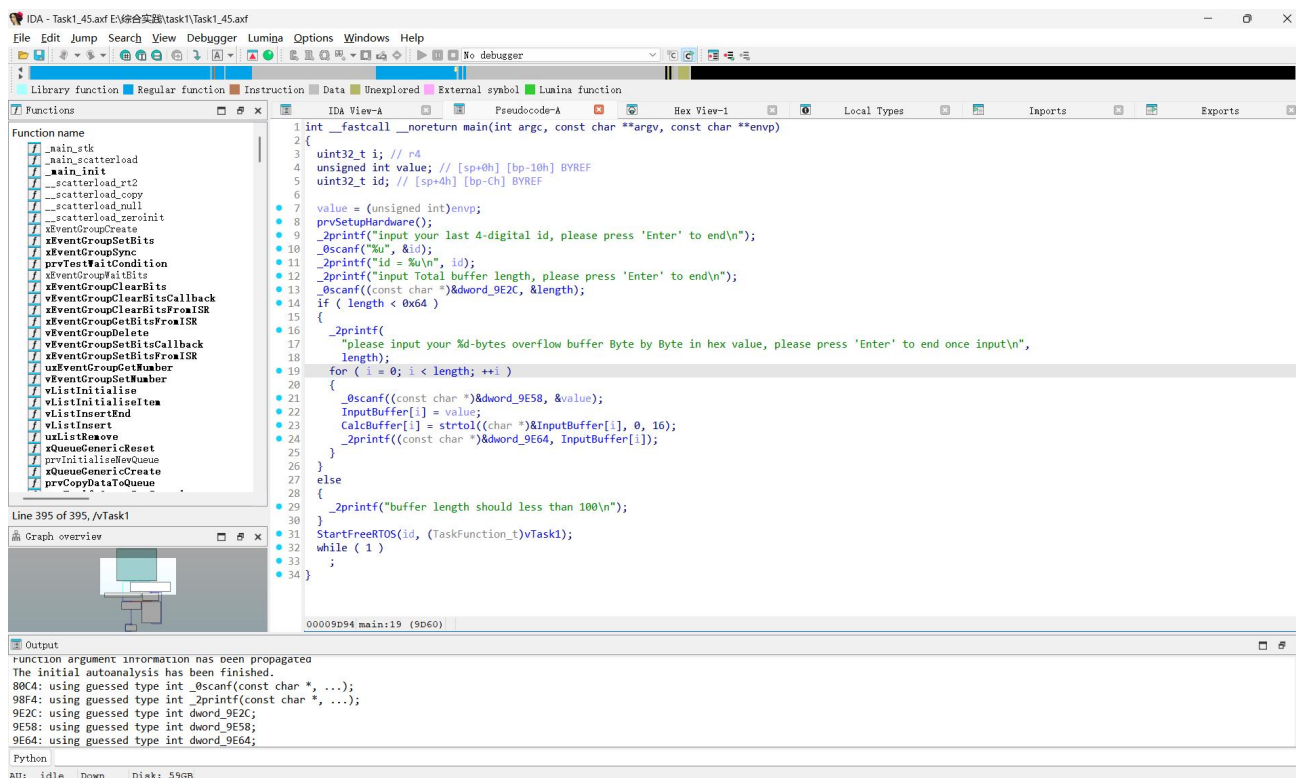 IDA - Task1_45.axf E:\综合实践\task1\Task1_45.axf
File Edit Jump Search View Debugger Lumina Options Windows Help
No debugger
Library function Regular function Instruction Data Unexplored External symbol Lumina function
Functions
IDA View-A Pseudocode-A Hex View-1 Local Types Imports Exports
Function name
_main_stk
_main_scatterload
_main_init
__scatterload_rt2
__scatterload_copy
__scatterload_null
__scatterload_zeroinit
xEventGroupCreate
xEventGroupSetBits
xEventGroupSync
prvTestWaitCondition
xEventGroupWaitBits
xEventGroupClearBits
vEventGroupClearBitsCallback
xEventGroupClearBitsFromISR
xEventGroupGetBitsFromISR
vEventGroupDelete
vEventGroupSetBitsCallback
xEventGroupSetBitsFromISR
uxEventGroupGetNumber
vEventGroupSetNumber
vListInitialise
vListInitialiseItem
vListInsertEnd
vListInsert
uxListRemove
xQueueGenericReset
prvInitialiseNewQueue
xQueueGenericCreate
prvCopyDataToQueue
Line 395 of 395, /vTask1
Graph overview
1 int __fastcall __noreturn main(int argc, const char **argv, const char **envp)
2 {
3 uint32_t i; // r4
4 unsigned int value; // [sp+0h] [bp-10h] BYREF
5 uint32_t id; // [sp+4h] [bp-Ch] BYREF
6
7 value = (unsigned int)envp;
8 prvSetupHardware();
9 _2printf("input your last 4-digital id, please press 'Enter' to end\n");
10 _0scanf("%u", &id);
11 _2printf("id = %u\n", id);
12 _2printf("input Total buffer length, please press 'Enter' to end\n");
13 _0scanf((const char *)&dword_9E2C, &length);
14 if ( length < 0x64 )
15 {
16 _2printf(
17 "please input your %d-bytes overflow buffer Byte by Byte in hex value, please press 'Enter' to end once input\n",
18 length);
19 for ( i = 0; i < length; ++i )
20 {
21 _0scanf((const char *)&dword_9E58, &value);
22 InputBuffer[i] = value;
23 CalcBuffer[i] = strtol((char *)&InputBuffer[i], 0, 16);
24 _2printf((const char *)&dword_9E64, InputBuffer[i]);
25 }
26 }
27 else
28 {
29 _2printf("buffer length should less than 100\n");
30 }
31 StartFreeRTOS(id, (TaskFunction_t)vTask1);
32 while ( 1 )
33 ;
34 }
00009D94 main:19 (9D60)
Output
Function argument information has been propagated
The initial autoanalysis has been finished.
80C4: using guessed type int _0scanf(const char *, ...);
98F4: using guessed type int _2printf(const char *, ...);
9E2C: using guessed type int dword_9E2C;
9E58: using guessed type int dword_9E58;
9E64: using guessed type int dword_9E64;
Python
AU: idle Down Disk: 59GB